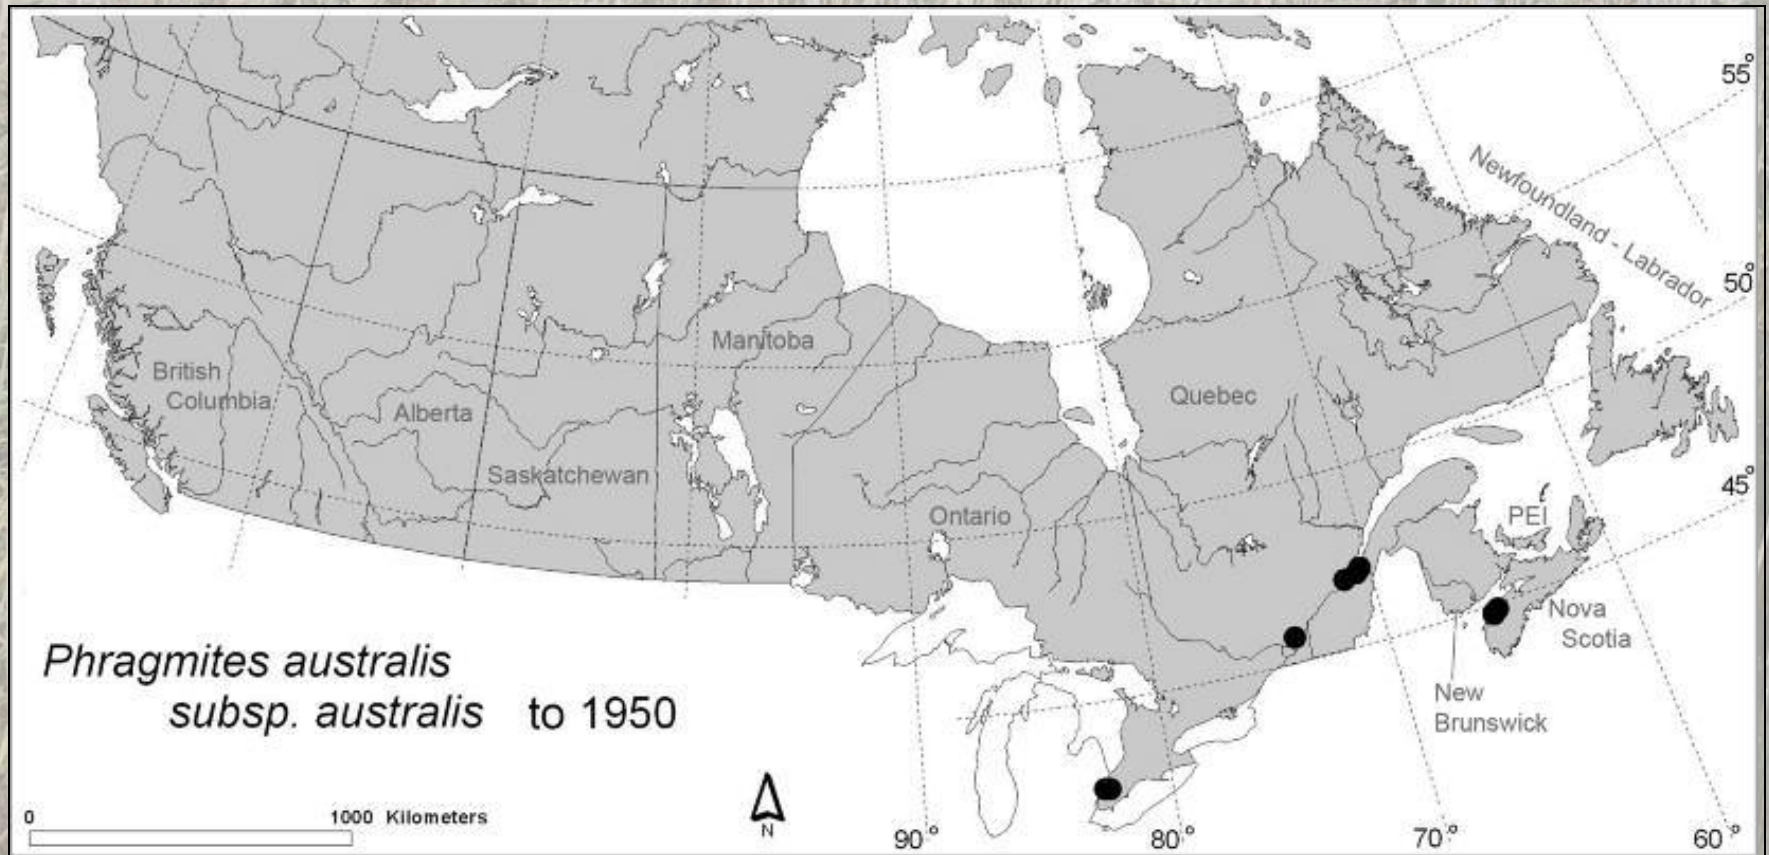 55°
Newfoundland - Labrador
50°
Manitoba
British
Columbia
Alberta
Quebec
Saskatchewan
45°
Ontario
PEI
Nova
Scotia
Phragmites australis
subsp. australis to 1950
New
Brunswick
0 1000 Kilometers
N
90° 80° 70° 60°